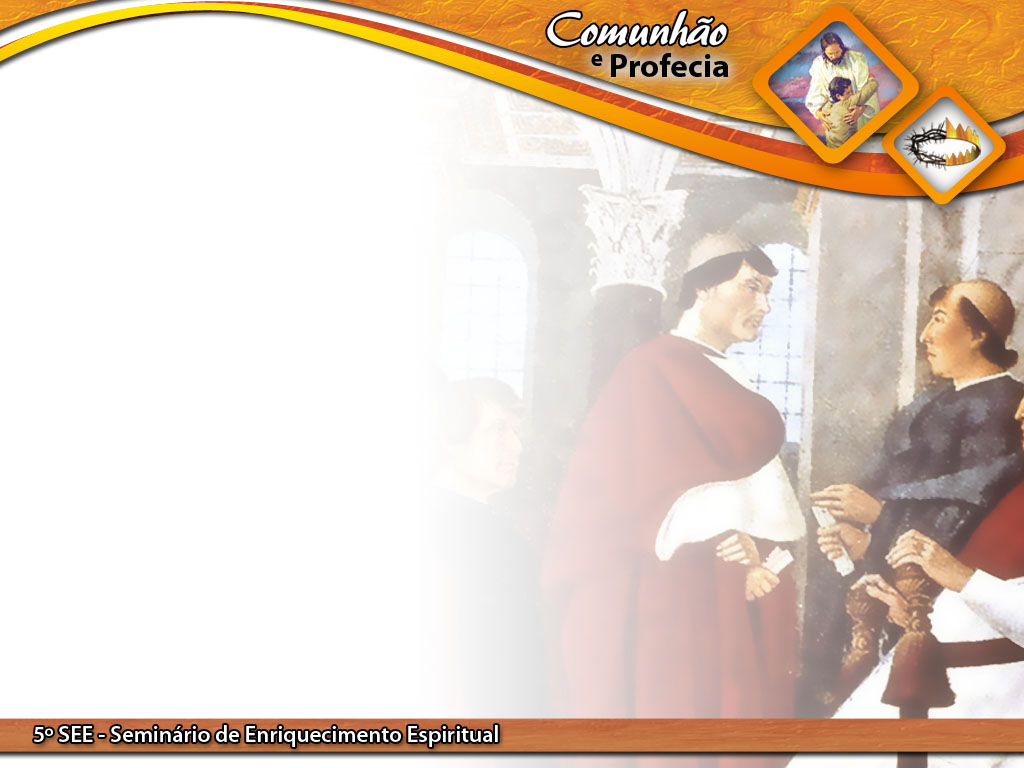 Comunhão
e Profecia
5º SEE - Seminário de Enriquecimento Espiritual